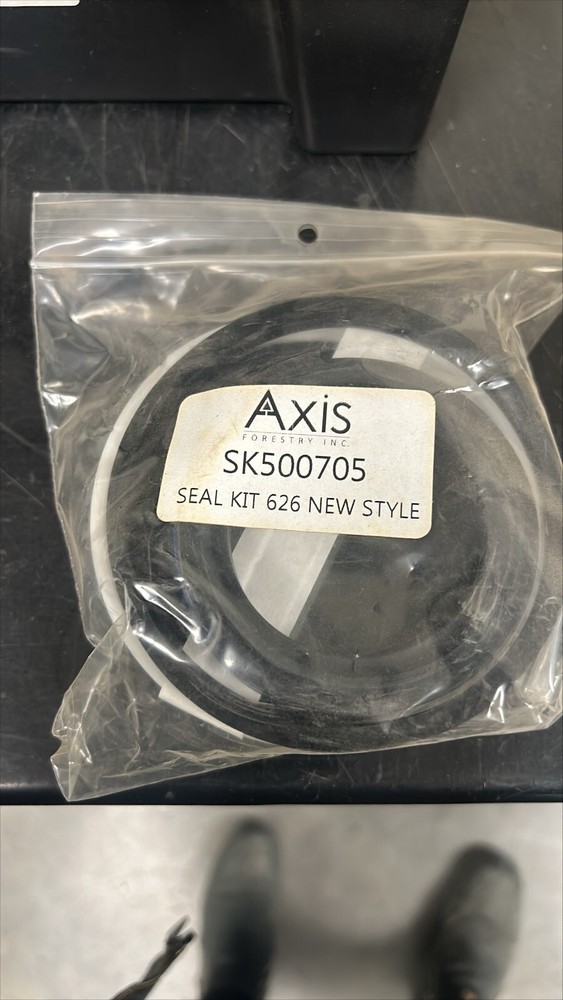 AXIS
FORESTRY INC.
SK500705
SEAL KIT 626 NEW STYLE